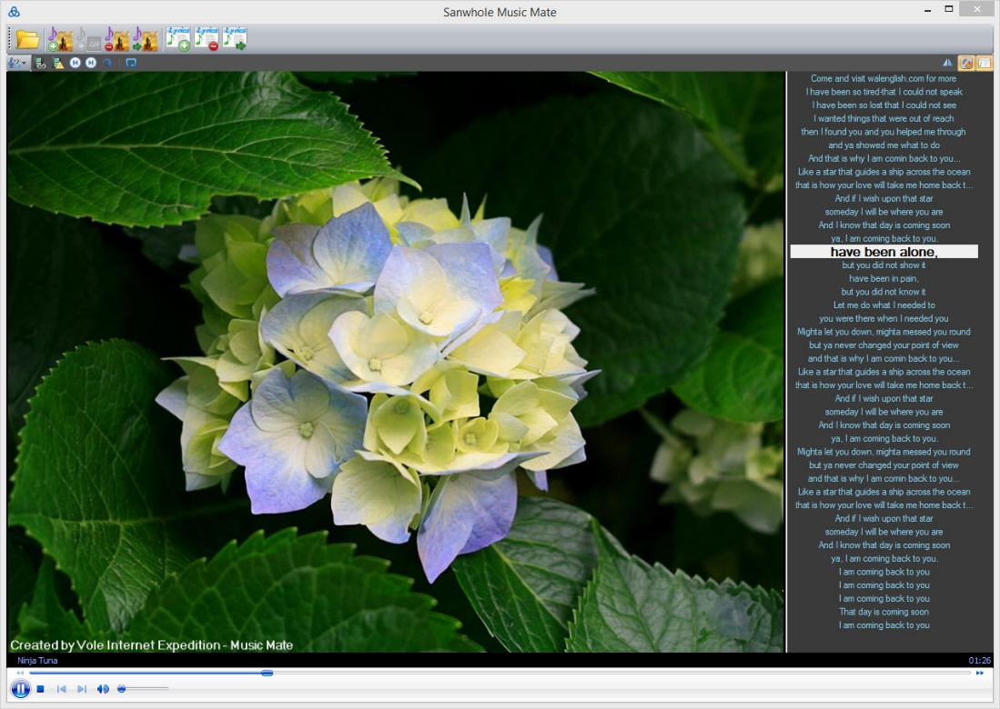 Sanwhole Music Mate
Lyrics
Lyrics
Lyrics
GIF
Come and visit walenglish.com for more
I have been so tired-that I could not speak
I have been so lost that I could not see
I wanted things that were out of reach
then I found you and you helped me through
and ya showed me what to do
And that is why I am comin back to you...
Like a star that guides a ship across the ocean
that is how your love will take me home back t...
And if I wish upon that star
someday I will be where you are
And I know that day is coming soon
ya, I am coming back to you.
have been alone,
but you did not show it
have been in pain,
but you did not know it
Let me do what I needed to
you were there when I needed you
Mighta let you down, mighta messed you round
but ya never changed your point of view
and that is why I am comin back to you...
Like a star that guides a ship across the ocean
that is how your love will take me home back t...
And if I wish upon that star
someday I will be where you are
And I know that day is coming soon
ya, I am coming back to you.
Mighta let you down, mighta messed you round
but ya never changed your point of view
and that is why I am comin back to you...
Like a star that guides a ship across the ocean
that is how your love will take me home back t...
And if I wish upon that star
someday I will be where you are
And I know that day is coming soon
ya, I am coming back to you.
I am coming back to you
I am coming back to you
I am coming back to you
That day is coming soon
I am coming back to you
Created by Vole Internet Expedition - Music Mate
Ninja Tuna
01:26